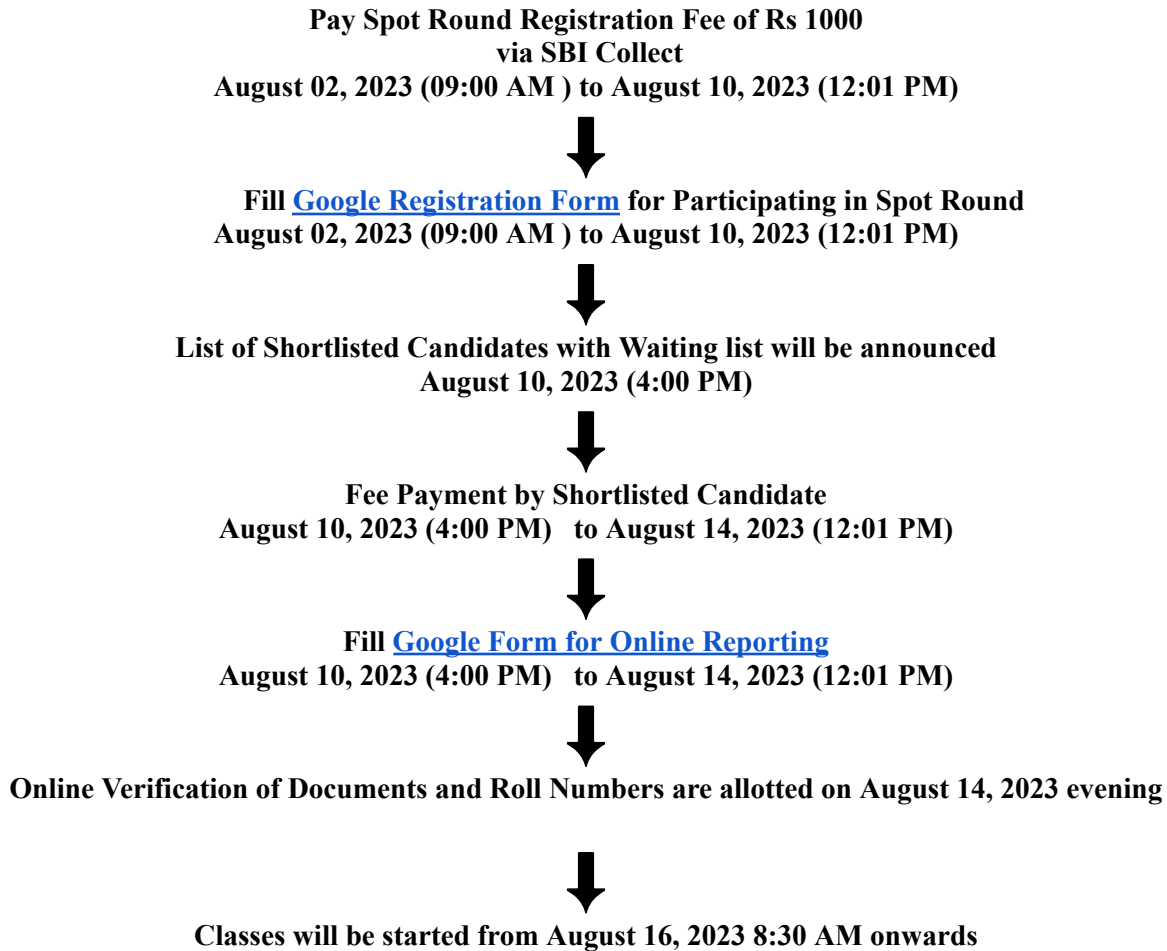 Pay Spot Round Registration Fee of Rs 1000
via SBI Collect
August 02, 2023 (09:00 AM ) to August 10, 2023 (12:01 PM)
Fill Google Registration Form for Participating in Spot Round
August 02, 2023 (09:00 AM ) to August 10, 2023 (12:01 PM)
List of Shortlisted Candidates with Waiting list will be announced
August 10, 2023 (4:00 PM)
Fee Payment by Shortlisted Candidate
August 10, 2023 (4:00 PM) to August 14, 2023 (12:01 PM)
Fill Google Form for Online Reporting
August 10, 2023 (4:00 PM) to August 14, 2023 (12:01 PM)
Online Verification of Documents and Roll Numbers are allotted on August 14, 2023 evening
Classes will be started from August 16, 2023 8:30 AM onwards